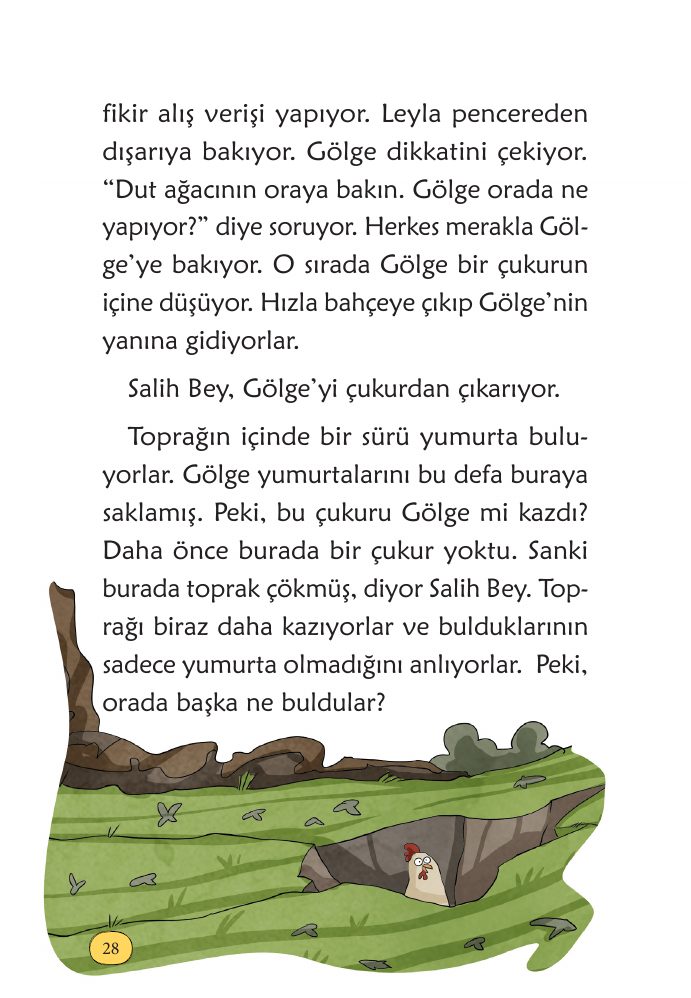 fikir alış verişi yapıyor. Leyla pencereden
dışarıya bakıyor. Gölge dikkatini çekiyor.
“Dut ağacının oraya bakın. Gölge orada ne
yapıyor?” diye soruyor. Herkes merakla Göl-
ge’ye bakıyor. O sırada Gölge bir çukurun
içine düşüyor. Hızla bahçeye çıkıp Gölge’nin
yanına gidiyorlar.
Salih Bey, Gölge’yi çukurdan çıkarıyor.
Toprağın içinde bir sürü yumurta bulu-
yorlar. Gölge yumurtalarını bu defa buraya
saklamış. Peki, bu çukuru Gölge mi kazdı?
Daha önce burada bir çukur yoktu. Sanki
burada toprak çökmüş, diyor Salih Bey. Top-
rağı biraz daha kazıyorlar ve bulduklarının
sadece yumurta olmadığını anlıyorlar.  Peki,
orada başka ne buldular?
28